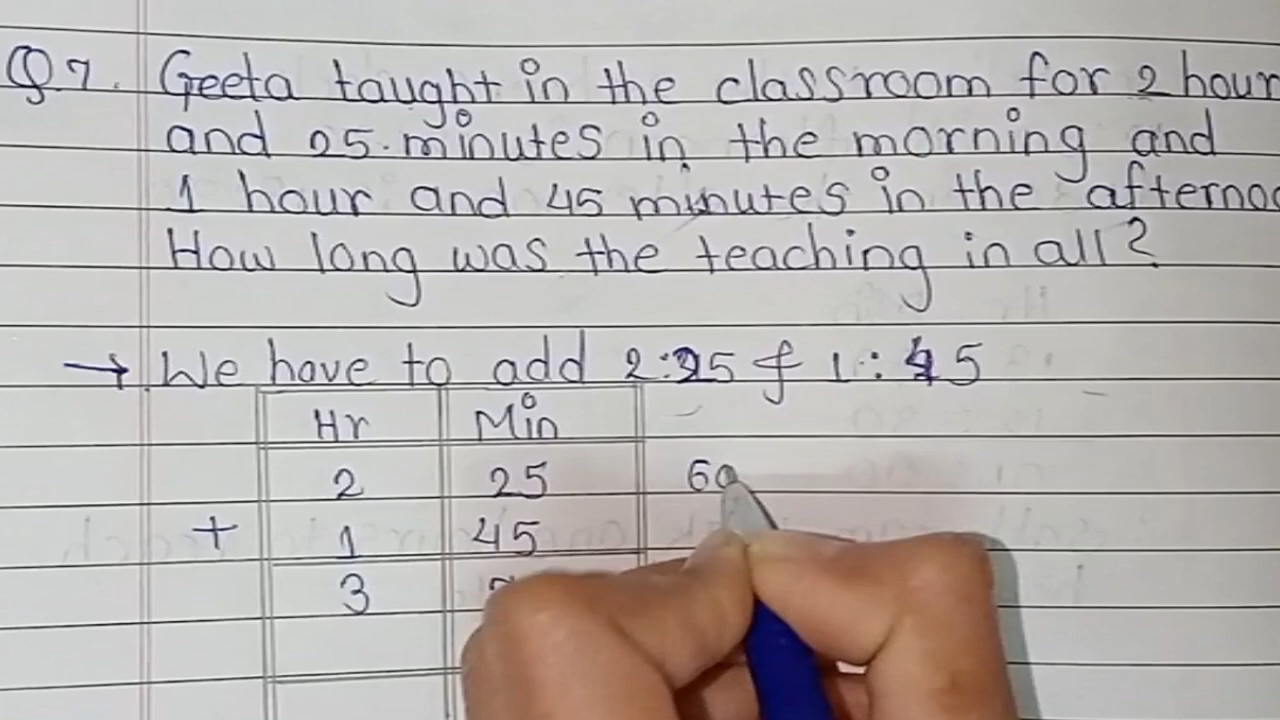 Q 7. Geeta taught in the classroom for 2 hour
and 25 minutes in the morning and
1 hour and 45 minutes in the afternoo
How long was the teaching in all?
→ We have to add 2:25 & 1:45
Hr Min
2 25 60
+ 1 45
3